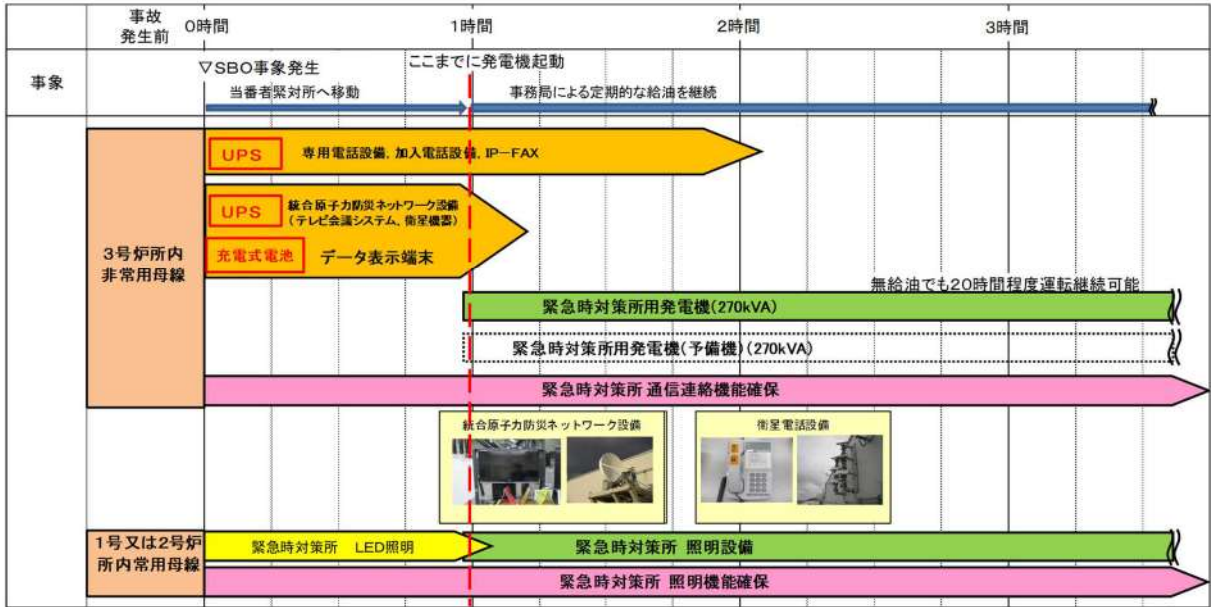 事故
発生前
0時間
1時間
2時間
3時間
事象
▽SBO事象発生
ここまでに発電機起動
当番者緊対所へ移動
事務局による定期的な給油を継続
3号炉所内
非常用母線
UPS
専用電話設備、加入電話設備、IP－FAX
UPS
統合原子力防災ネットワーク設備
(テレビ会議システム、衛星機器)
充電式電池
データ表示端末
無給油でも20時間程度運転継続可能
緊急時対策所用発電機(270kVA)
緊急時対策所用発電機(予備機)(270kVA)
緊急時対策所 通信連絡機能確保
統合原子力防災ネットワーク設備
衛星電話設備
1号又は2号炉
所内常用母線
緊急時対策所 LED照明
緊急時対策所 照明設備
緊急時対策所 照明機能確保